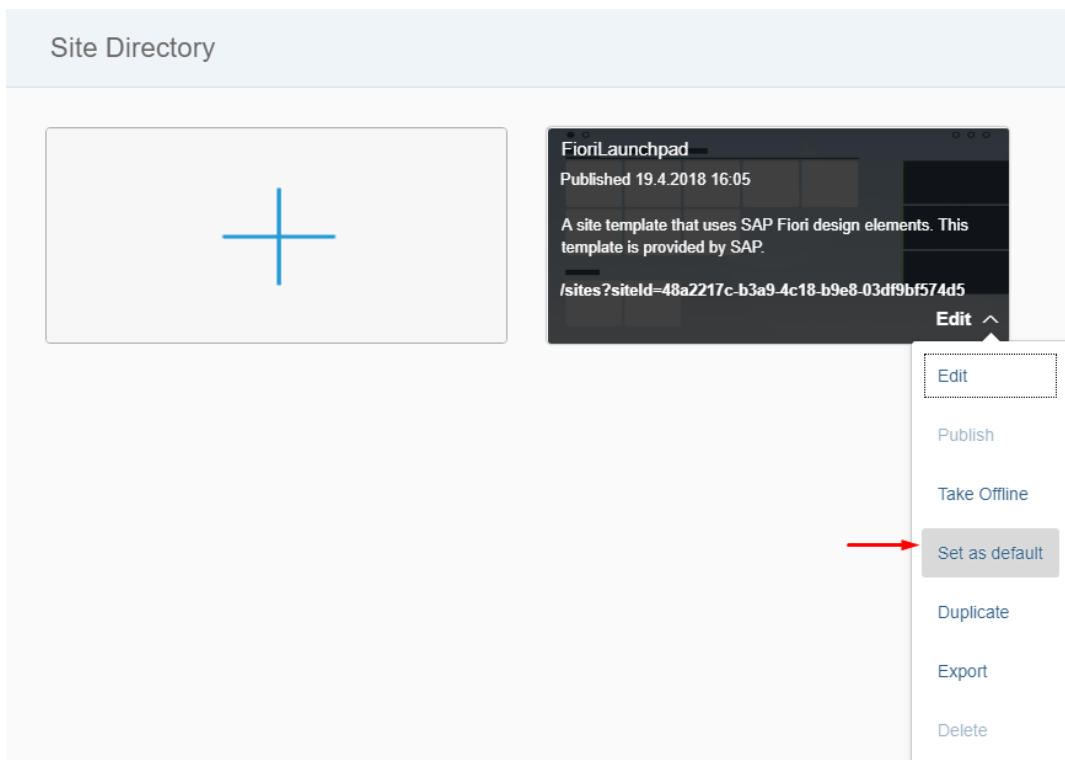 Site Directory
FioriLaunchpad
Published 19.4.2018 16:05
A site template that uses SAP Fiori design elements. This
template is provided by SAP.
/sites?siteId=48a2217c-b3a9-4c18-b9e8-03df9bf574d5
Edit
Edit
Publish
Take Offline
Set as default
Duplicate
Export
Delete